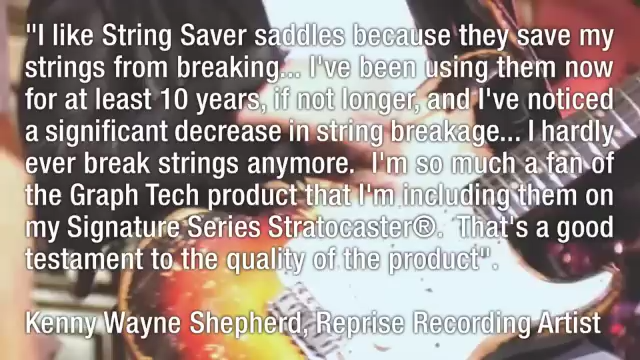 "I like String Saver saddles because they save my
strings from breaking... I've been using them now
for at least 10 years, if not longer, and I've noticed
a significant decrease in string breakage... I hardly
ever break strings anymore.  I'm so much a fan of
the Graph Tech product that I'm including them on
my Signature Series Stratocaster®.  That's a good
testament to the quality of the product".
Kenny Wayne Shepherd, Reprise Recording Artist